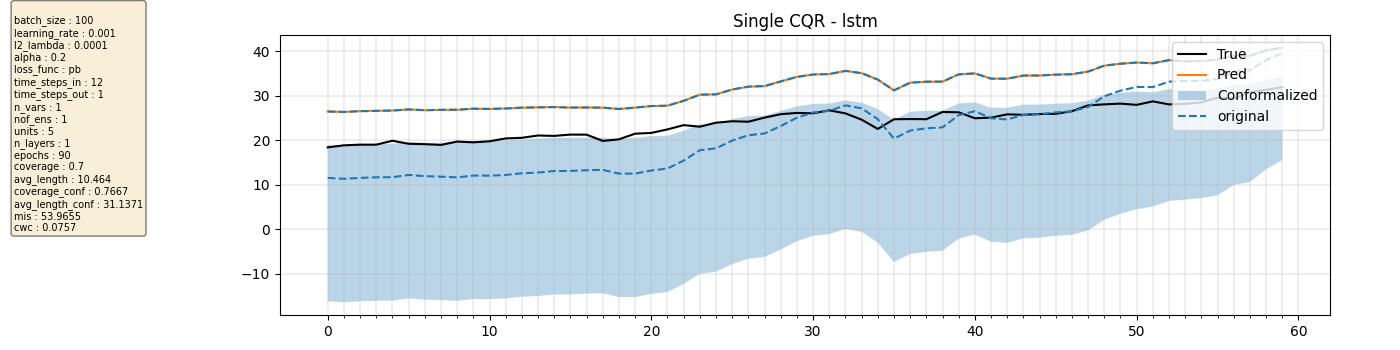 batch_size : 100
learning_rate : 0.001
l2_lambda : 0.0001
alpha : 0.2
loss_func : pb
time_steps_in : 12
time_steps_out : 1
n_vars : 1
nof_ens : 1
units : 5
n_layers : 1
epochs : 90
coverage : 0.7
avg_length : 10.464
coverage_conf : 0.7667
avg_length_conf : 31.1371
mis : 53.9655
cwc : 0.0757
Single CQR - lstm
40
30
20
10
0
−10
0 10 20 30 40 50 60
True
Pred
Conformalized
original